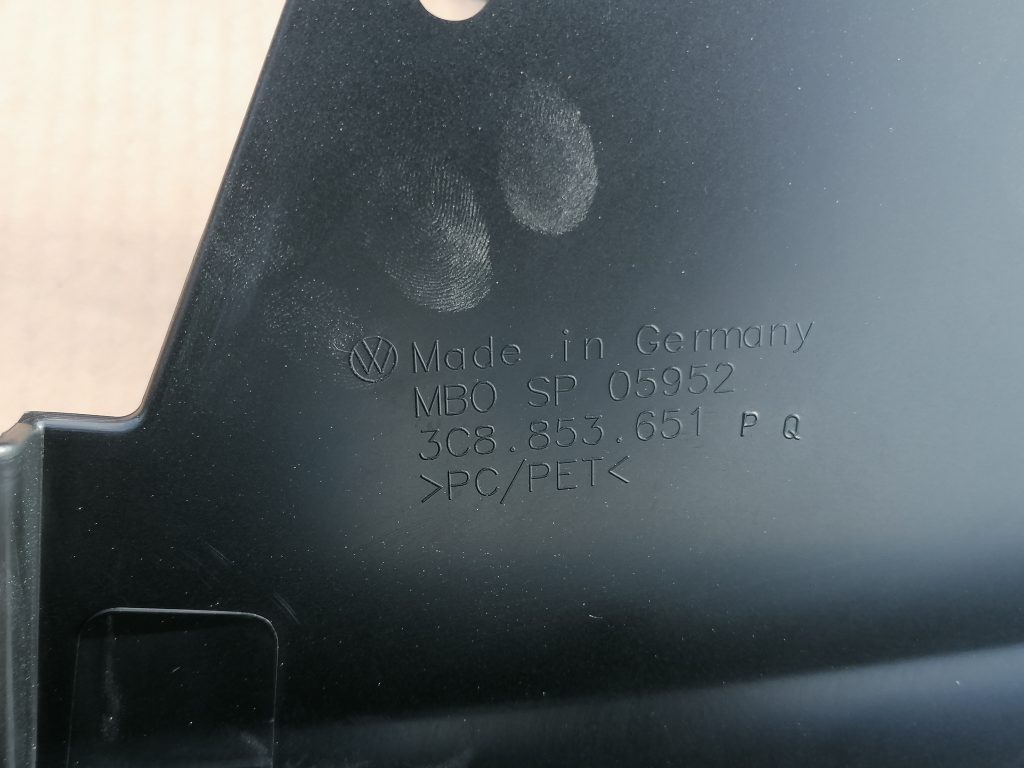 Made in Germany
MBO SP 05952
3C8.853.651 P Q
>PC/PET<